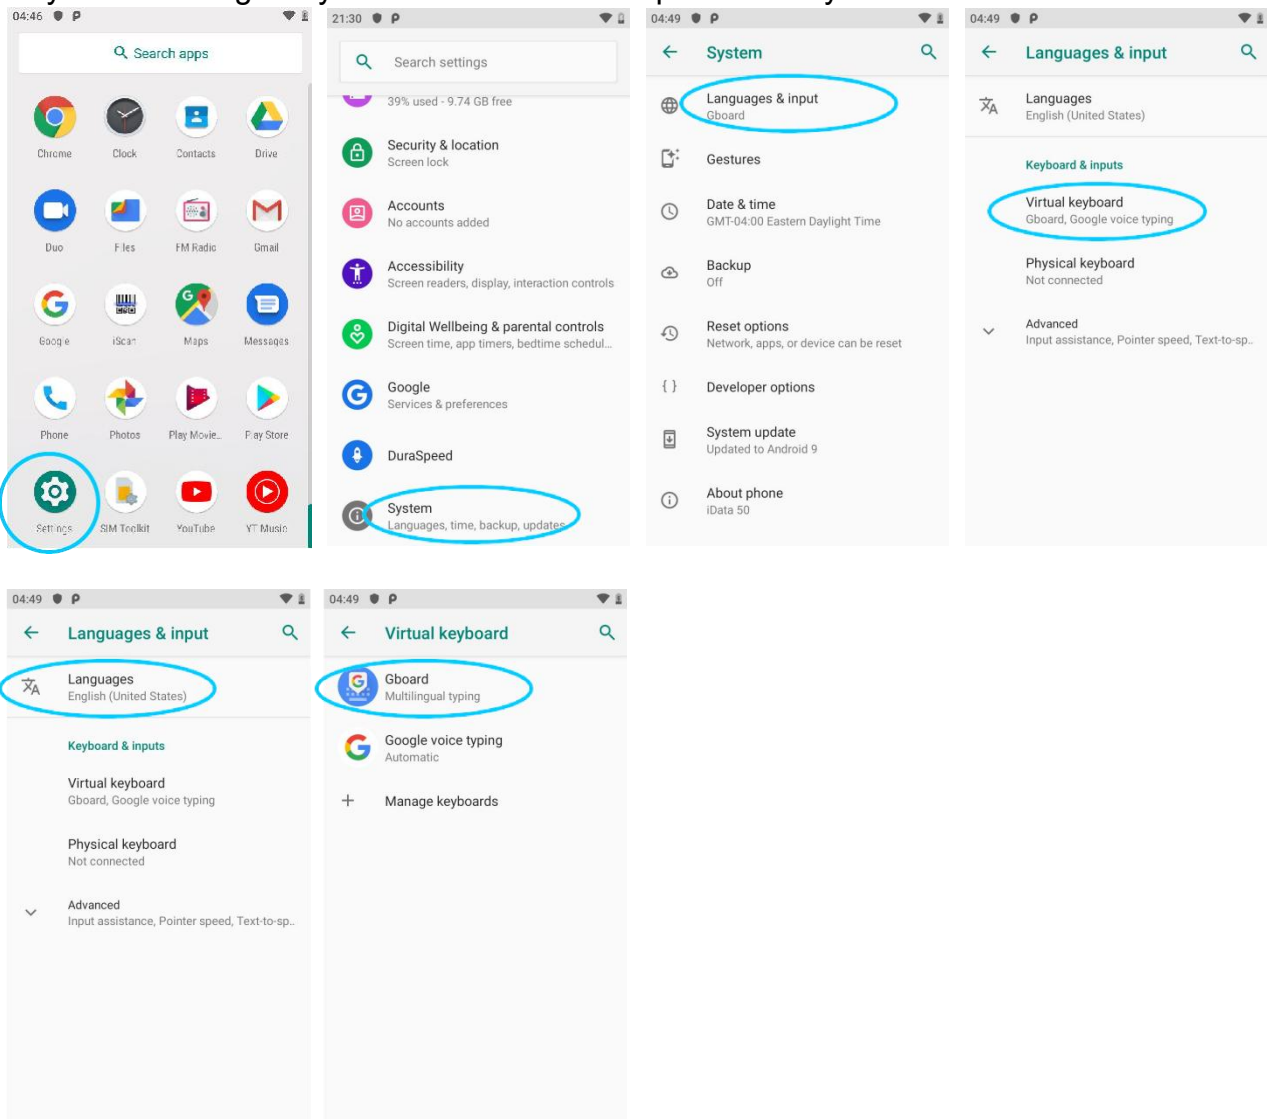 04:46
Search apps
Chrome Clock Contacts Drive
Duo Files FM Radio Gmail
Google iScan Maps Messages
Phone Photos Play Movie.. Play Store
Settings SIM Toolkit YouTube YT Music
21:30
Search settings
39% used - 9.74 GB free
Security & location
Screen lock
Accounts
No accounts added
Accessibility
Screen readers, display, interaction controls
Digital Wellbeing & parental controls
Screen time, app timers, bedtime schedul...
Google
Services & preferences
DuraSpeed
System
Languages, time, backup, updates
04:49
System
Languages & input
Gboard
Gestures
Date & time
GMT-04:00 Eastern Daylight Time
Backup
Off
Reset options
Network, apps, or device can be reset
{ } Developer options
System update
Updated to Android 9
About phone
iData 50
04:49
Languages & input
Languages
English (United States)
Keyboard & inputs
Virtual keyboard
Gboard, Google voice typing
Physical keyboard
Not connected
Advanced
Input assistance, Pointer speed, Text-to-sp..
04:49
Languages & input
Languages
English (United States)
Keyboard & inputs
Virtual keyboard
Gboard, Google voice typing
Physical keyboard
Not connected
Advanced
Input assistance, Pointer speed, Text-to-sp..
04:49
Virtual keyboard
Gboard
Multilingual typing
Google voice typing
Automatic
Manage keyboards